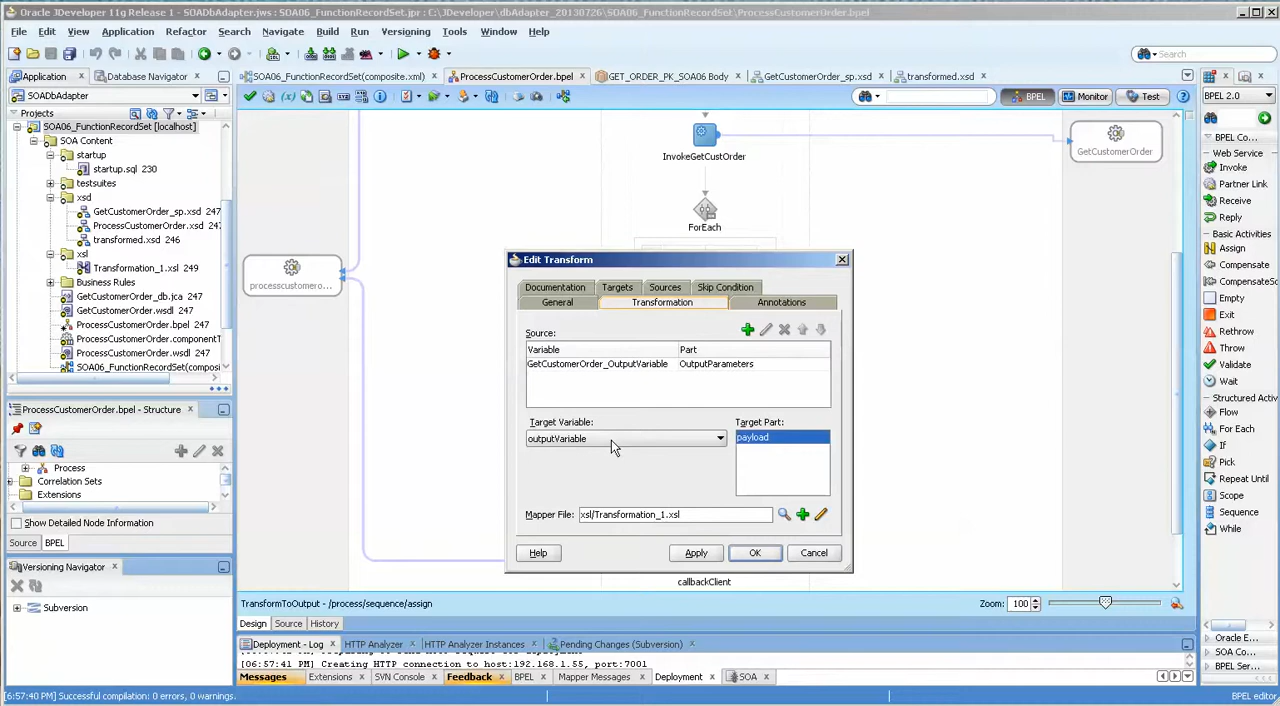 Oracle JDeveloper 11g Release 1 - SOADbAdapter.jws : SOA06_FunctionRecordSet.jpr : C:\JDeveloper\dbAdapter_20130726\SOA06_FunctionRecordSet\ProcessCustomerOrder.bpel
File Edit View Application Refactor Search Navigate Build Run Versioning Tools Window Help
Search
Application Database Navigator SOA06_FunctionRecordSet(composite.xml) ProcessCustomerOrder.bpel GET_ORDER_PK_SOA06 Body GetCustomerOrder_sp.xsd transformed.xsd
SOADbAdapter BPEL Monitor Test BPEL 2.0
Projects
SOA06_FunctionRecordSet [localhost]
SOA Content
startup
startup.sql 230
testsuites
xsd
GetCustomerOrder_sp.xsd 247
ProcessCustomerOrder.xsd 247
transformed.xsd 246
xsl
Transformation_1.xsl 249
Business Rules
GetCustomerOrder_db.jca 247
GetCustomerOrder.wsdl 247
ProcessCustomerOrder.bpel 247
ProcessCustomerOrder.componentT
ProcessCustomerOrder.wsdl 247
SOA06_FunctionRecordSet(composi
ProcessCustomerOrder.bpel - Structure
Process
Correlation Sets
Extensions
Show Detailed Node Information
Source BPEL
Versioning Navigator
Subversion
InvokeGetCustOrder
GetCustomerOrder
ForEach
processcustomero...
Edit Transform
Documentation Targets Sources Skip Condition
General Transformation Annotations
Source:
Variable Part
GetCustomerOrder_OutputVariable OutputParameters
Target Variable: Target Part:
outputVariable payload
Mapper File: xsl/Transformation_1.xsl
Help Apply OK Cancel
callbackClient
TransformToOutput - /process/sequence/assign Zoom: 100
Design Source History
Deployment - Log HTTP Analyzer HTTP Analyzer Instances Pending Changes (Subversion)
[06:57:41 PM] Creating HTTP connection to host:192.168.1.55, port:7001
Messages Extensions SVN Console Feedback BPEL Mapper Messages Deployment SOA
BPEL Co...
Web Service
Invoke
Partner Link
Receive
Reply
Basic Activities
Assign
Compensate
CompensateSc
Empty
Exit
Rethrow
Throw
Validate
Wait
Structured Activ
Flow
For Each
If
Pick
Repeat Until
Scope
Sequence
While
Oracle E...
SOA Co...
BPEL Ser...
[6:57:40 PM] Successful compilation: 0 errors, 0 warnings. BPEL editor